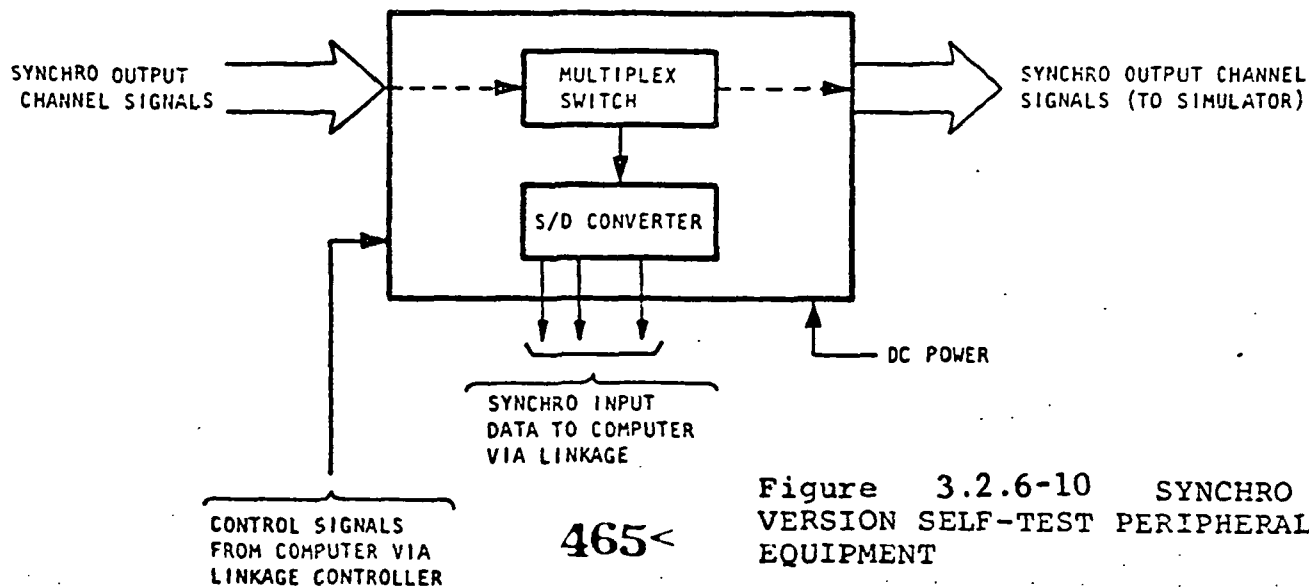 SYNCHRO OUTPUT
CHANNEL SIGNALS
MULTIPLEX
SWITCH
SYNCHRO OUTPUT CHANNEL
SIGNALS (TO SIMULATOR)
S/D CONVERTER
DC POWER
SYNCHRO INPUT
DATA TO COMPUTER
VIA LINKAGE
CONTROL SIGNALS
FROM COMPUTER VIA
LINKAGE CONTROLLER
465<
Figure 3.2.6-10 SYNCHRO
VERSION SELF-TEST PERIPHERAL
EQUIPMENT